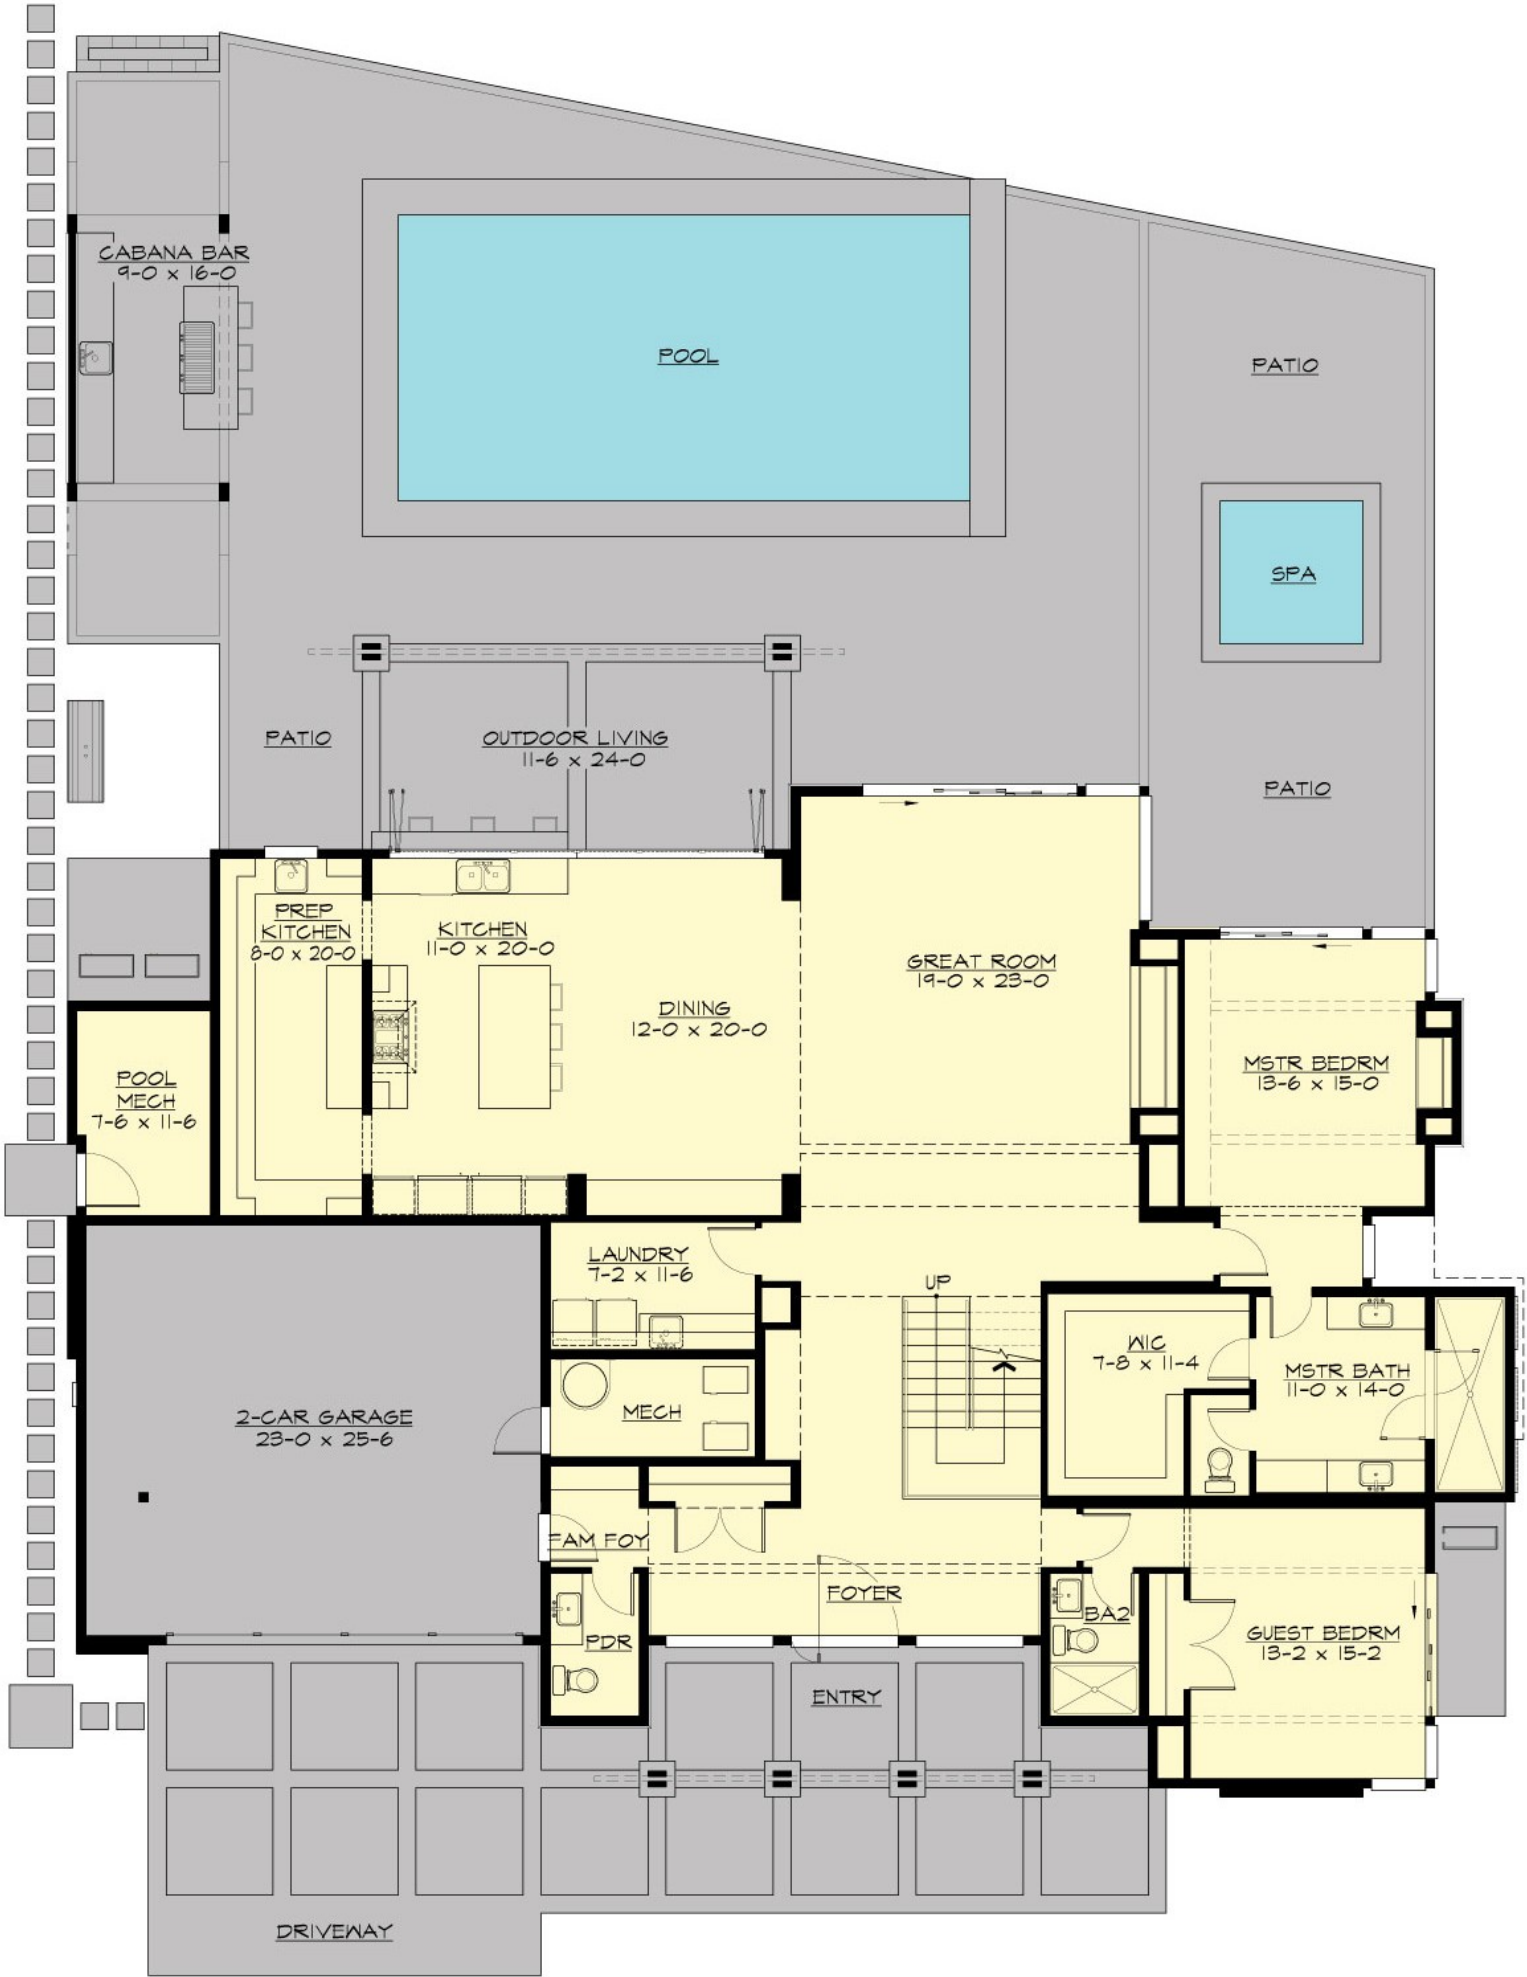 CABANA BAR
9-0 x 16-0
POOL
PATIO
SPA
PATIO
OUTDOOR LIVING
11-6 x 24-0
PATIO
PREP
KITCHEN
8-0 x 20-0
KITCHEN
11-0 x 20-0
DINING
12-0 x 20-0
GREAT ROOM
19-0 x 23-0
MSTR BEDRM
13-6 x 15-0
POOL
MECH
7-6 x 11-6
LAUNDRY
7-2 x 11-6
UP
WIC
7-8 x 11-4
MSTR BATH
11-0 x 14-0
2-CAR GARAGE
23-0 x 25-6
MECH
FAM FOY
FOYER
PDR
BA2
GUEST BEDRM
13-2 x 15-2
ENTRY
DRIVEWAY